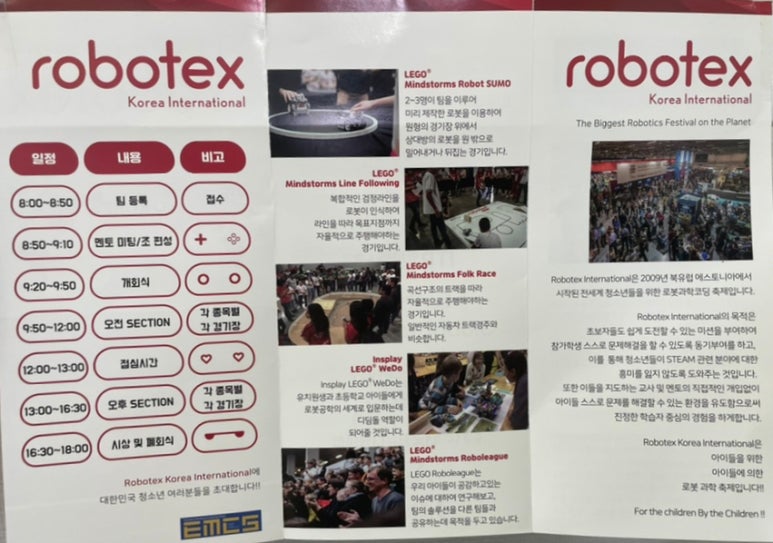 robotex
Korea International
일정 내용 비고
8:00~8:50 팀 등록 접수
8:50~9:10 멘토 미팅/조 편성
9:20~9:50 개회식
9:50~12:00 오전 SECTION 각 종목별
각 경기장
12:00~13:00 점심시간
13:00~16:30 오후 SECTION 각 종목별
각 경기장
16:30~18:00 시상 및 폐회식
Robotex Korea International에
대한민국 청소년 여러분들을 초대합니다!!
EMCS
LEGO®
Mindstorms Robot SUMO
2~3명이 팀을 이루어
미리 제작한 로봇을 이용하여
원형의 경기장 위에서
상대방의 로봇을 원 밖으로
밀어내거나 뒤집는 경기입니다.
LEGO®
Mindstorms Line Following
복합적인 검정라인을
로봇이 인식하여
라인을 따라 목표지점까지
자율적으로 주행해야하는
경기입니다.
LEGO®
Mindstorms Folk Race
곡선구조의 트랙을 따라
자율적으로 주행해야하는
경기입니다.
일반적인 자동차 트랙경주와
비슷합니다.
Insplay
LEGO® WeDo
Insplay LEGO® WeDo는
유치원생과 초등학교 아이들에게
로봇공학의 세계로 입문하는데
디딤돌 역할이
되어줄 것입니다.
LEGO®
Mindstorms Roboleague
LEGO Roboleague는
우리 아이들이 공감하고있는
이슈에 대하여 연구해보고,
팀의 솔루션을 다른 팀들과
공유하는데 목적을 두고 있습니다.
robotex
Korea International
The Biggest Robotics Festival on the Planet
Robotex International은 2009년 북유럽 에스토니아에서
시작된 전세계 청소년들을 위한 로봇과학코딩 축제입니다.
Robotex International의 목적은
초보자들도 쉽게 도전할 수 있는 미션을 부여하여
참가학생 스스로 문제해결을 할 수 있도록 동기부여를 하고,
이를 통해 청소년들이 STEAM 관련 분야에 대한
흥미를 잃지 않도록 도와주는 것입니다.
또한 이들을 지도하는 교사 및 멘토의 직접적인 개입없이
아이들 스스로 문제를 해결할 수 있는 환경을 유도함으로써
진정한 학습자 중심의 경험을 하게합니다.
Robotex Korea International은
아이들을 위한
아이들에 의한
로봇 과학 축제입니다!!
For the children By the Children !!